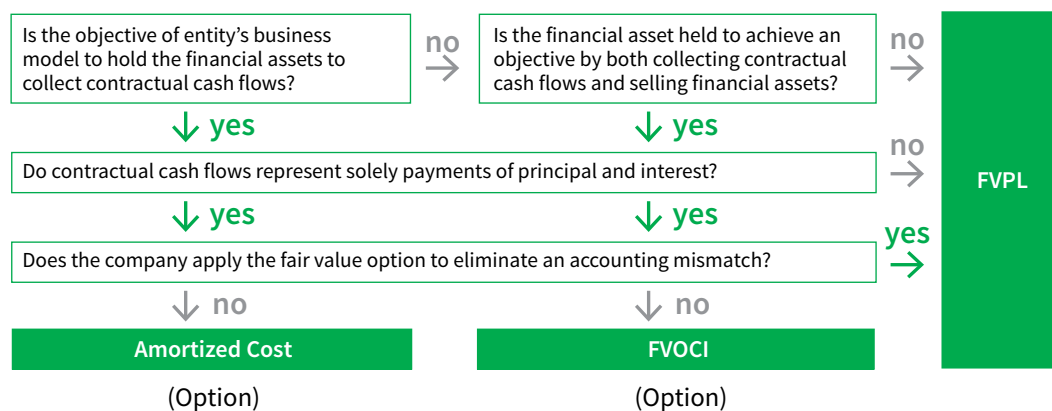 Is the objective of entity's business
model to hold the financial assets to
collect contractual cash flows?
no
Is the financial asset held to achieve an
objective by both collecting contractual
cash flows and selling financial assets?
no
yes
yes
Do contractual cash flows represent solely payments of principal and interest?
no
FVPL
yes
yes
Does the company apply the fair value option to eliminate an accounting mismatch?
yes
no
no
Amortized Cost
FVOCI
(Option)
(Option)